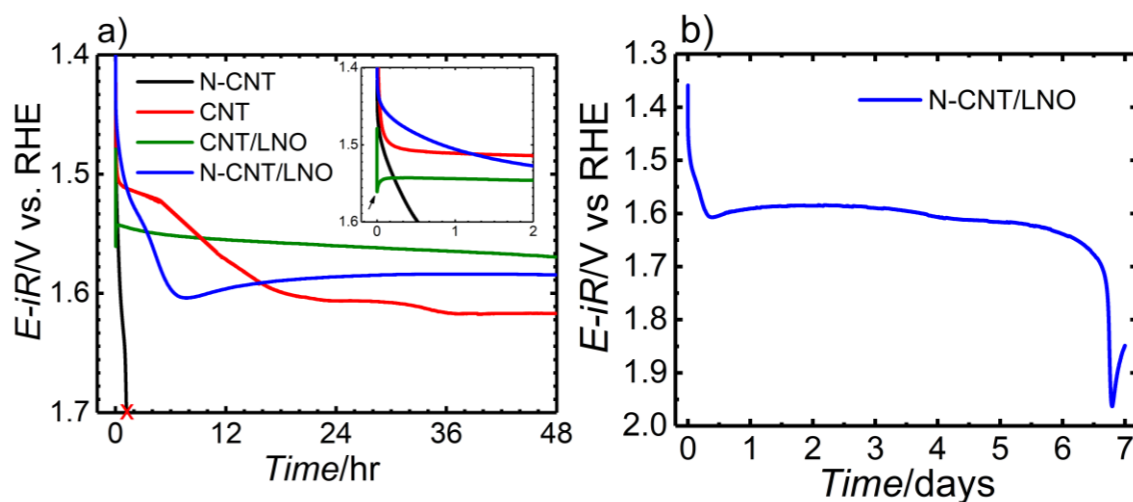 a)
E-iR/V vs. RHE
1.4
1.5
1.6
1.7
N-CNT
CNT
CNT/LNO
N-CNT/LNO
1.4
1.5
1.6
0
1
2
0
12
24
36
48
Time/hr
b)
E-iR/V vs RHE
1.3
1.4
1.5
1.6
1.7
1.8
1.9
2.0
N-CNT/LNO
0
1
2
3
4
5
6
7
Time/days